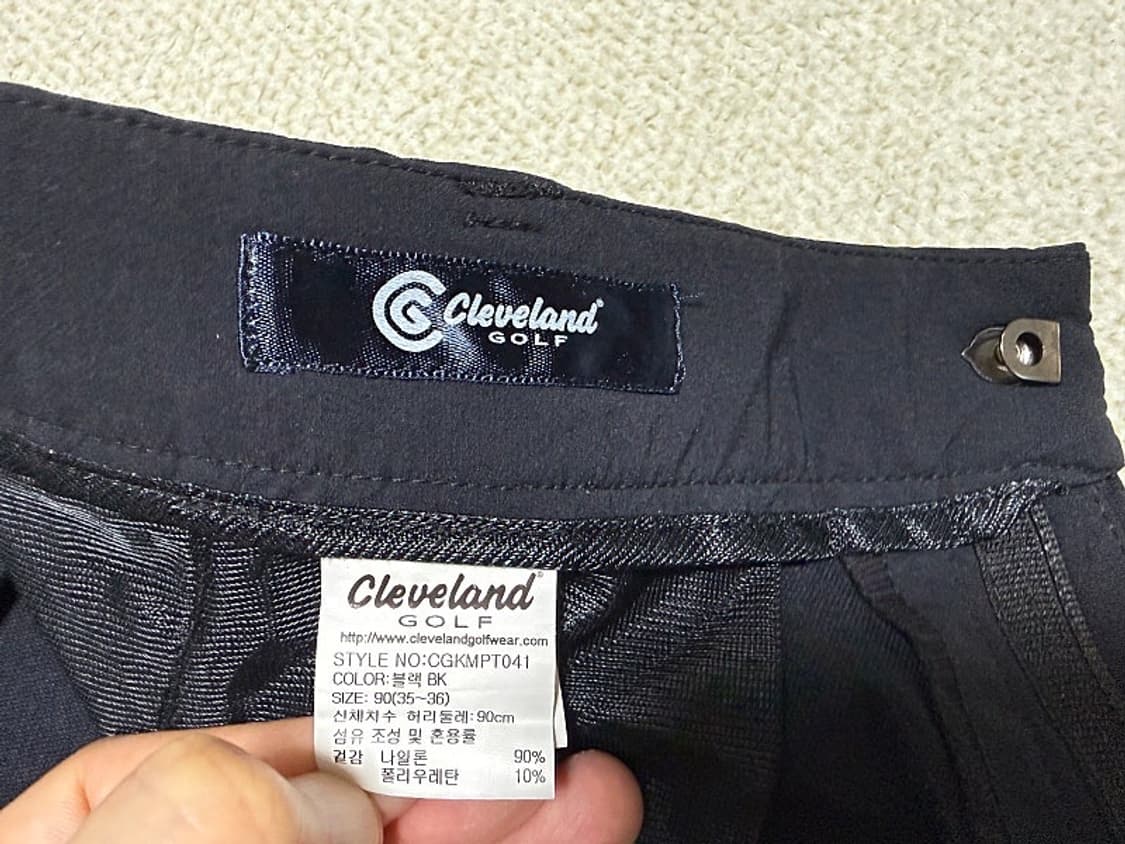 CG Cleveland®
GOLF
Cleveland®
GOLF
http://www.clevelandgolfwear.com
STYLE NO:CGKMPT041
COLOR:블랙 BK
SIZE: 90(35~36)
신체치수 허리둘레:90cm
섬유 조성 및 혼용률
겉감 나일론 90%
폴리우레탄 10%